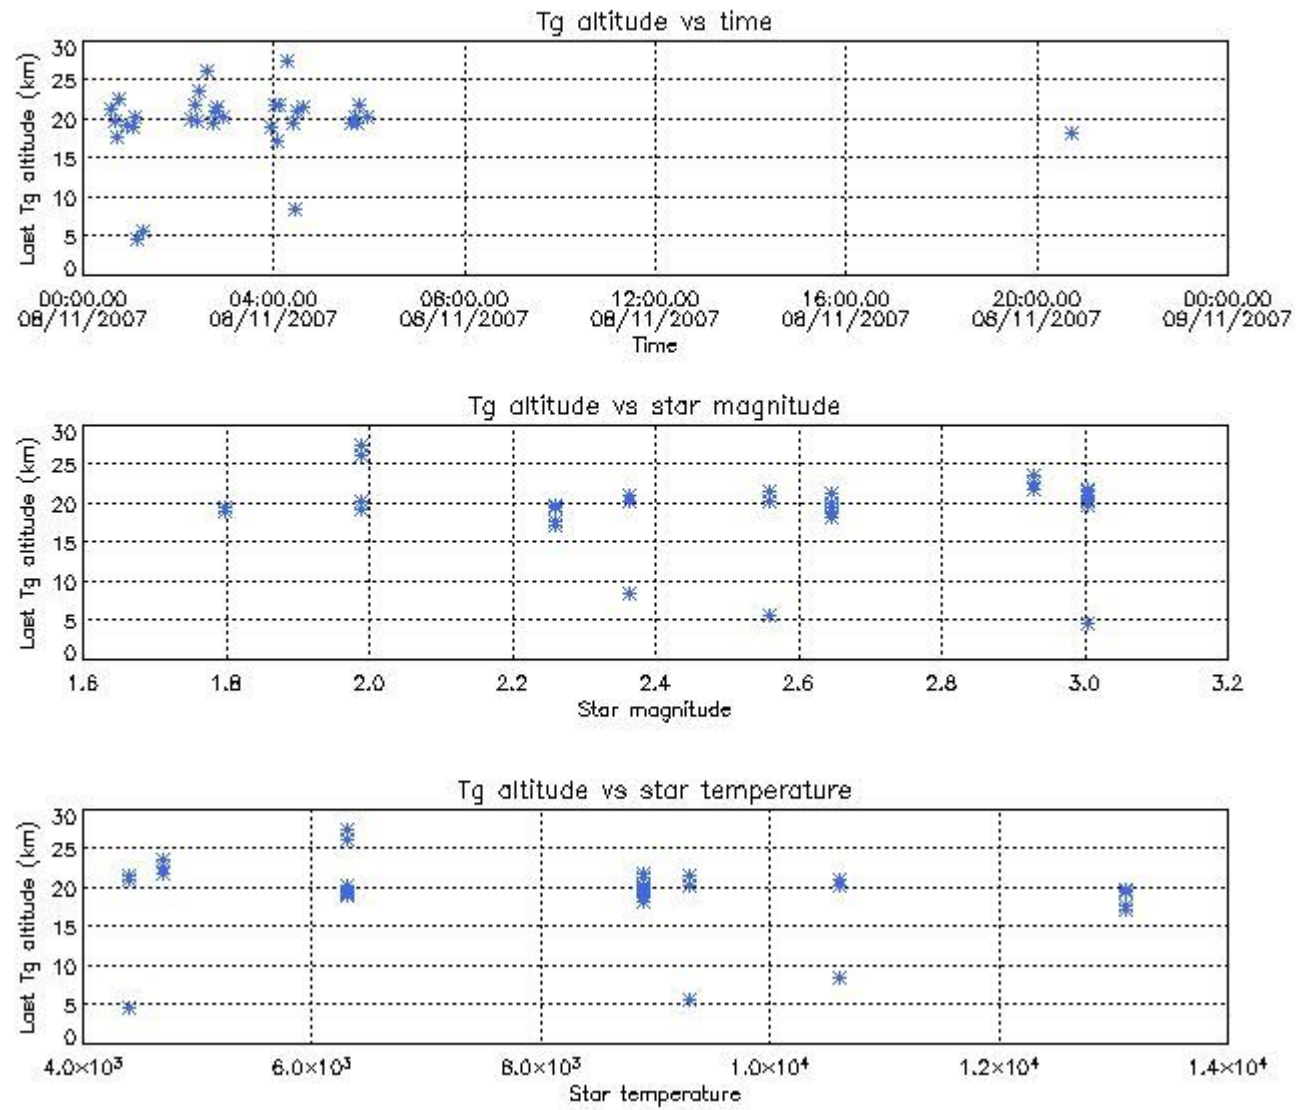 Tg altitude vs time
Last Tg altitude (km)
30
25
20
15
10
5
0
00:00.00 04:00.00 08:00.00 12:00.00 16:00.00 20:00.00 00:00.00
08/11/2007 08/11/2007 08/11/2007 08/11/2007 08/11/2007 08/11/2007 09/11/2007
Time
Tg altitude vs star magnitude
Last Tg altitude (km)
30
25
20
15
10
5
0
1.6 1.8 2.0 2.2 2.4 2.6 2.8 3.0 3.2
Star magnitude
Tg altitude vs star temperature
Last Tg altitude (km)
30
25
20
15
10
5
0
4.0×10³ 6.0×10³ 8.0×10³ 1.0×10⁴ 1.2×10⁴ 1.4×10⁴
Star temperature